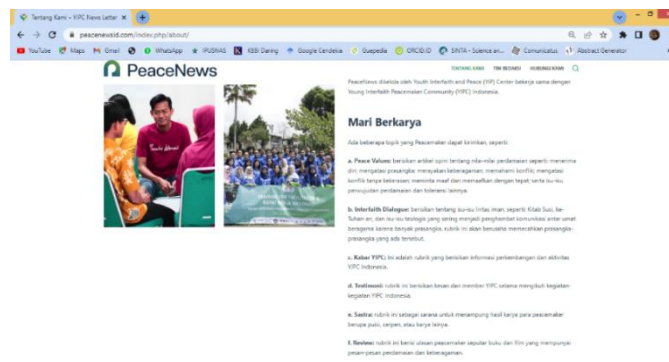 Tentang Kami – YIPC News Letter
peacenewsid.com/index.php/about/
YouTube Maps Gmail WhatsApp IPUSNAS KBBI Daring Google Cendekia Guepedia ORCID iD SINTA - Science an... Comunicatus Abstract Generator
PeaceNews
TENTANG KAMI TIM REDAKSI HUBUNGI KAMI
PeaceNews dikelola oleh Youth Interfaith and Peace (YIP) Center bekerja sama dengan
Young Interfaith Peacemaker Community (YIPC) Indonesia.
Mari Berkarya
Ada beberapa topik yang Peacemaker dapat kirimkan, seperti:
a. Peace Values: berisikan artikel opini tentang nilai-nilai perdamaian seperti: menerima
diri; mengatasi prasangka; merayakan keberagaman; memahami konflik; mengatasi
konflik tanpa kekerasan; meminta maaf dan memaafkan dengan tepat; serta isu-isu
perwujudan perdamaian dan toleransi lainnya.
b. Interfaith Dialogue: berisikan tentang isu-isu lintas iman, seperti Kitab Suci, ke-
Tuhan-an, dan isu-isu teologis yang sering menjadi penghambat komunikasi antar umat
beragama karena banyak prasangka, rubrik ini akan berusaha memecahkan prasangka-
prasangka yang ada tersebut.
c. Kabar YIPC: ini adalah rubrik yang berisikan informasi perkembangan dan aktivitas
YIPC Indonesia.
d. Testimoni: rubrik ini berisikan kesan dari member YIPC selama mengikuti kegiatan-
kegiatan YIPC Indonesia.
e. Sastra: rubrik ini sebagai sarana untuk menampung hasil karya para peacemaker
berupa puisi, cerpen, atau karya lainya.
f. Review: rubrik ini berisi ulasan peacemaker seputar buku dan film yang mempunyai
pesan-pesan perdamaian dan keberagaman.